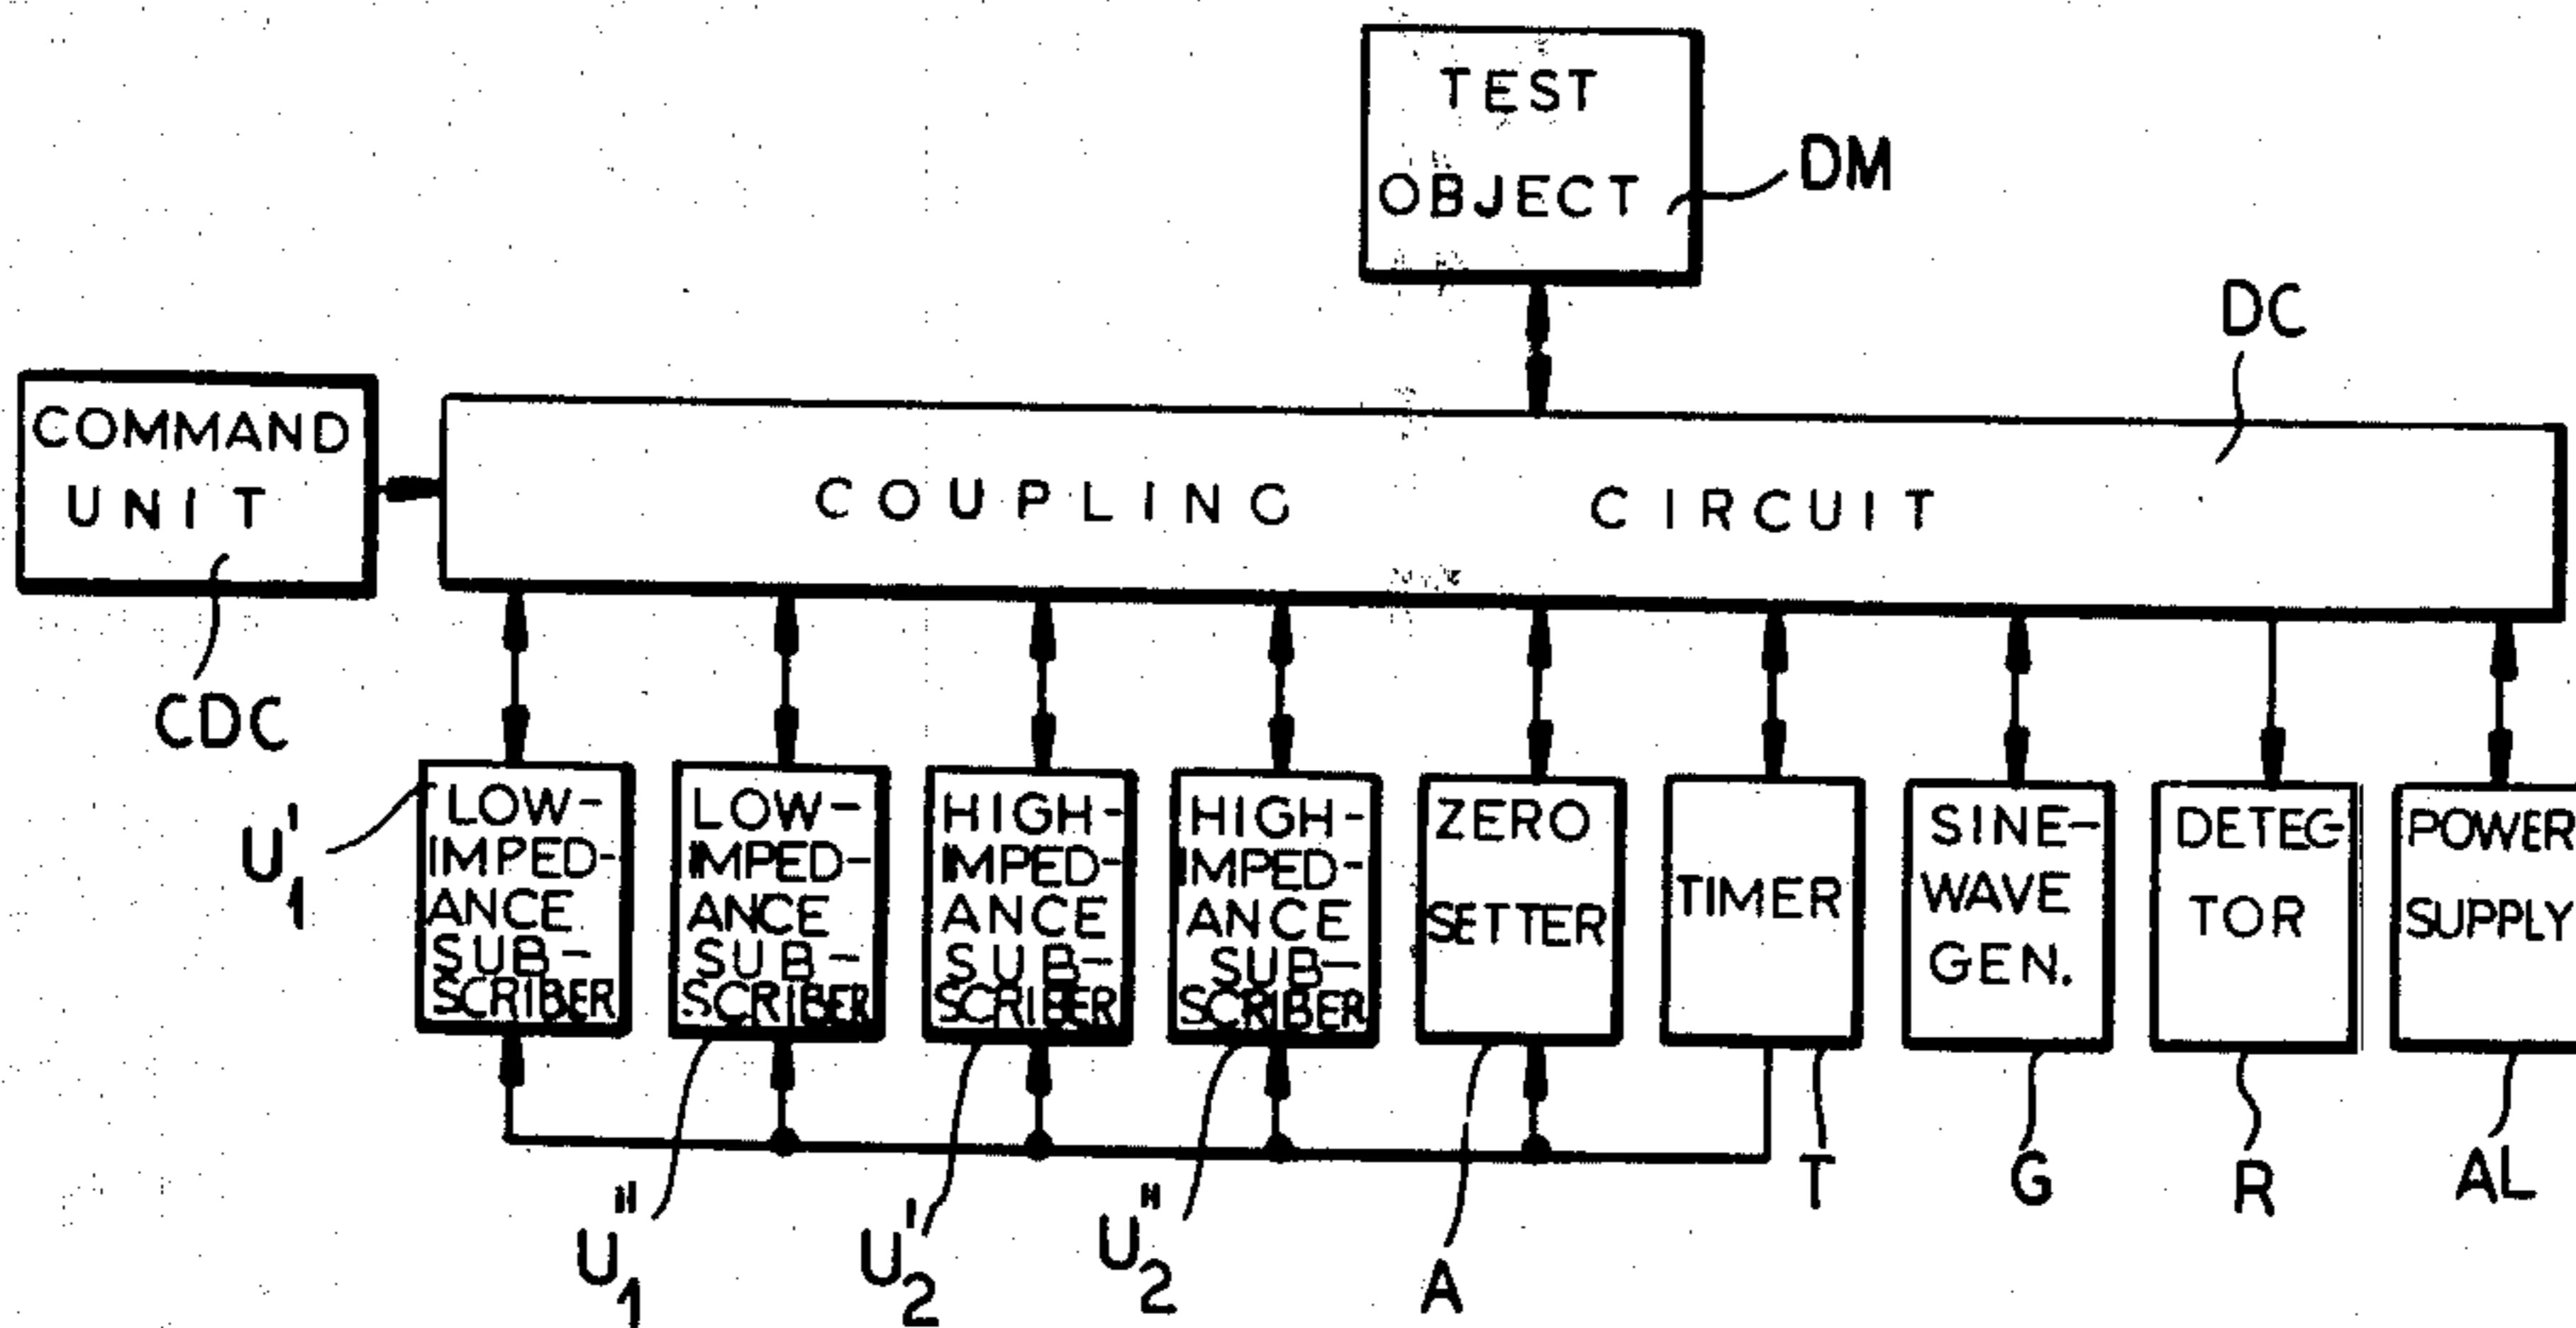 TEST
OBJECT
DM
DC
COMMAND
UNIT
CDC
COUPLING CIRCUIT
LOW-
IMPED-
ANCE
SUB-
SCRIBER
U'1
LOW-
IMPED-
ANCE
SUB-
SCRIBER
U"1
HIGH-
IMPED-
ANCE
SUB-
SCRIBER
U'2
HIGH-
IMPED-
ANCE
SUB-
SCRIBER
U"2
ZERO
SETTER
A
TIMER
T
SINE-
WAVE
GEN.
G
DETEC-
TOR
R
POWER
SUPPLY
AL